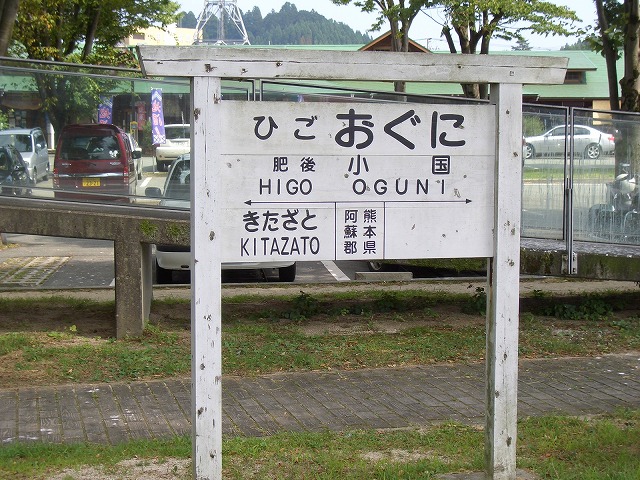 ひご おぐに
肥後 小国
HIGO OGUNI
きたざと
KITAZATO
阿蘇郡 熊本県